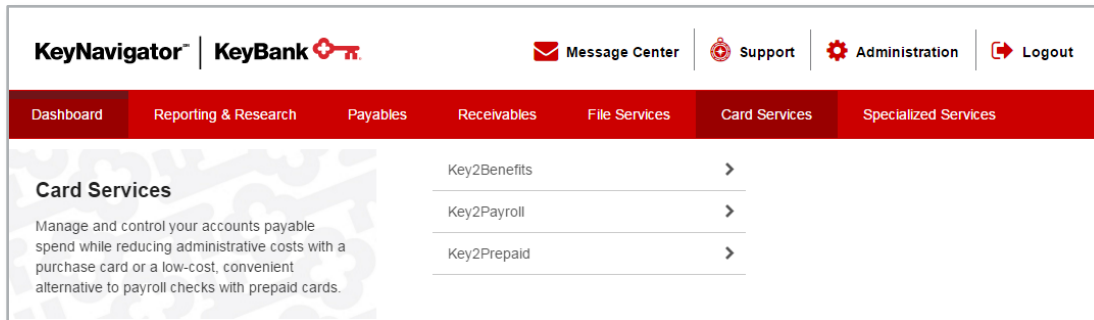 KeyNavigator℠ | KeyBank
Message Center
Support
Administration
Logout
Dashboard
Reporting & Research
Payables
Receivables
File Services
Card Services
Specialized Services
Card Services
Manage and control your accounts payable
spend while reducing administrative costs with a
purchase card or a low-cost, convenient
alternative to payroll checks with prepaid cards.
Key2Benefits
Key2Payroll
Key2Prepaid